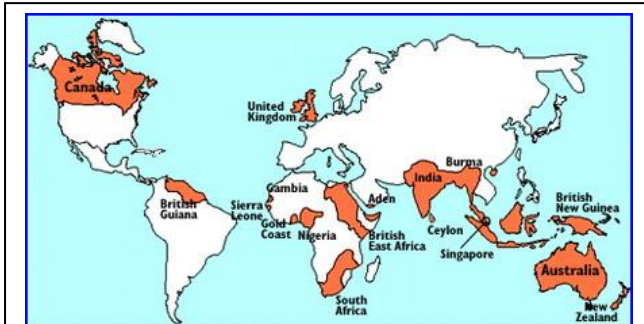 Canada
United
Kingdom
Burma
India
Gambia
Aden
British
Guiana
Sierra
Leone
Gold
Coast
Nigeria
British
East Africa
Ceylon
Singapore
British
New Guinea
South
Africa
Australia
New
Zealand